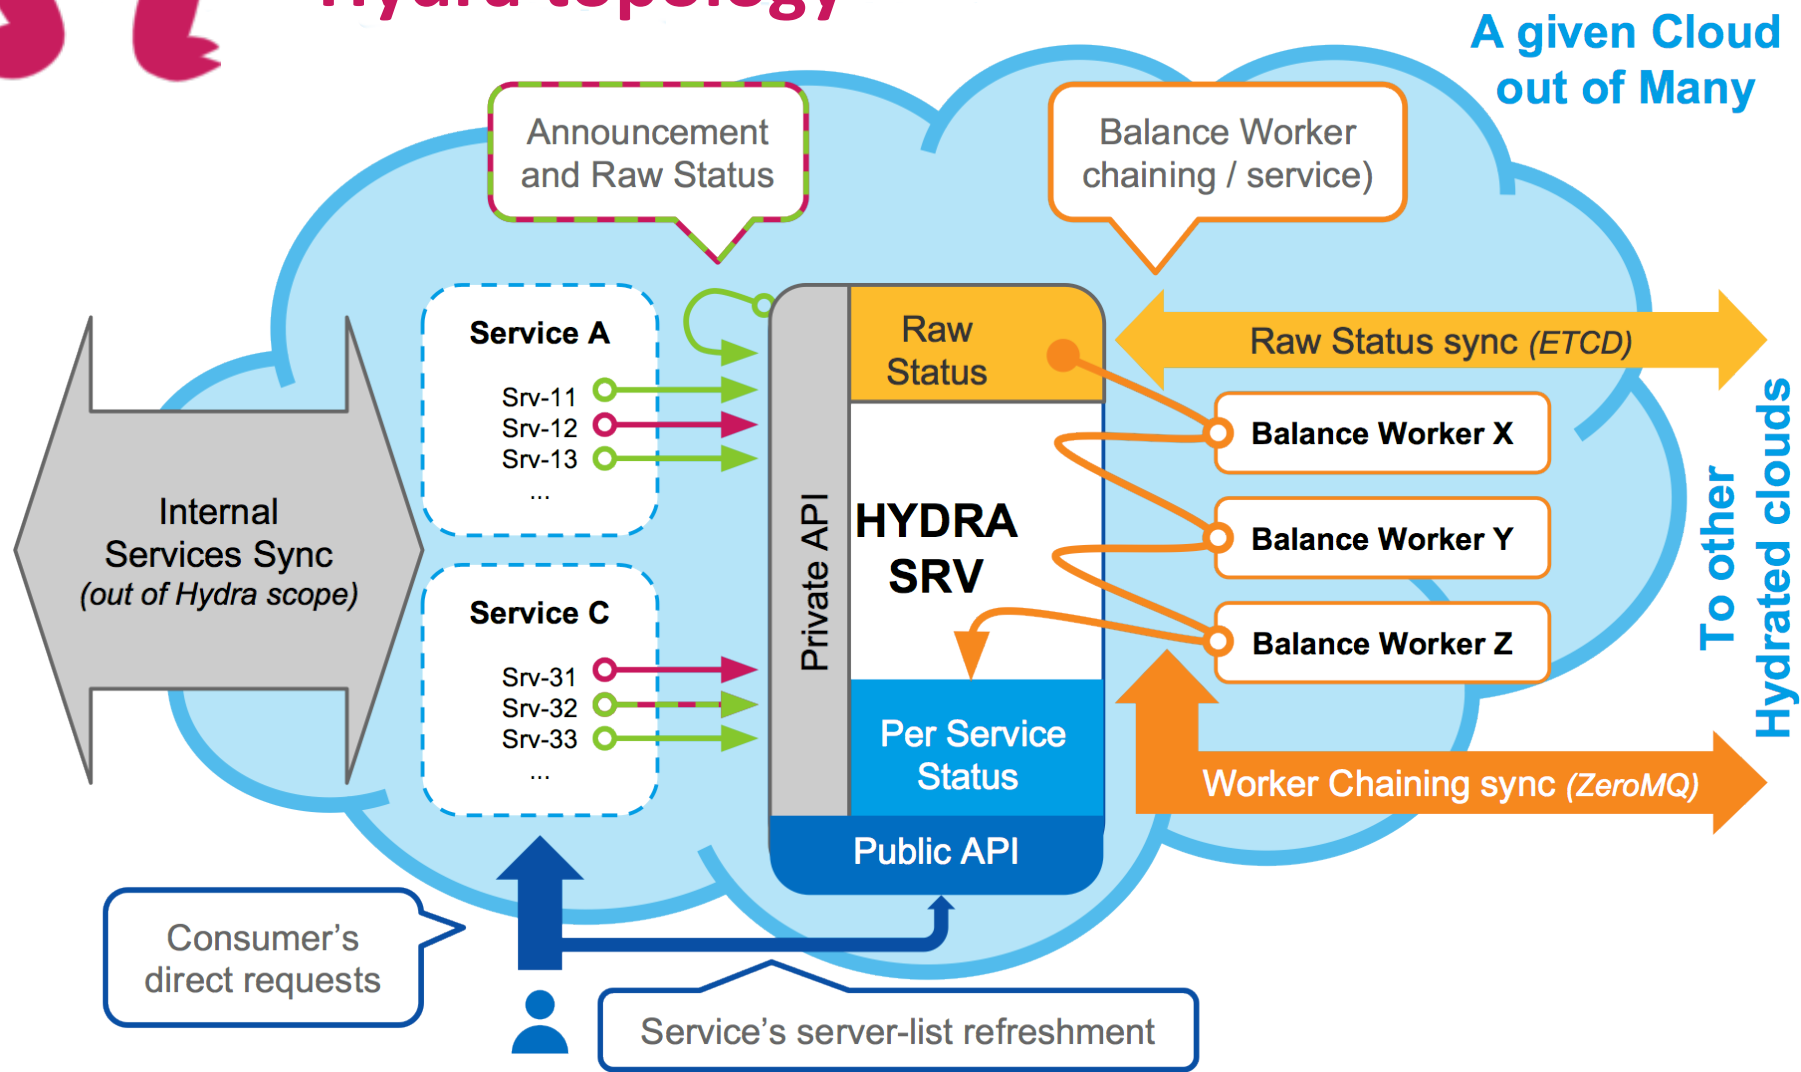 Hydra topology
A given Cloud
out of Many
Announcement
and Raw Status
Balance Worker
chaining / service)
Service A
Srv-11
Srv-12
Srv-13
...
Service C
Srv-31
Srv-32
Srv-33
...
Internal
Services Sync
(out of Hydra scope)
Private API
Raw
Status
HYDRA
SRV
Per Service
Status
Public API
Raw Status sync (ETCD)
Balance Worker X
Balance Worker Y
Balance Worker Z
Worker Chaining sync (ZeroMQ)
To other
Hydrated clouds
Consumer’s
direct requests
Service’s server-list refreshment